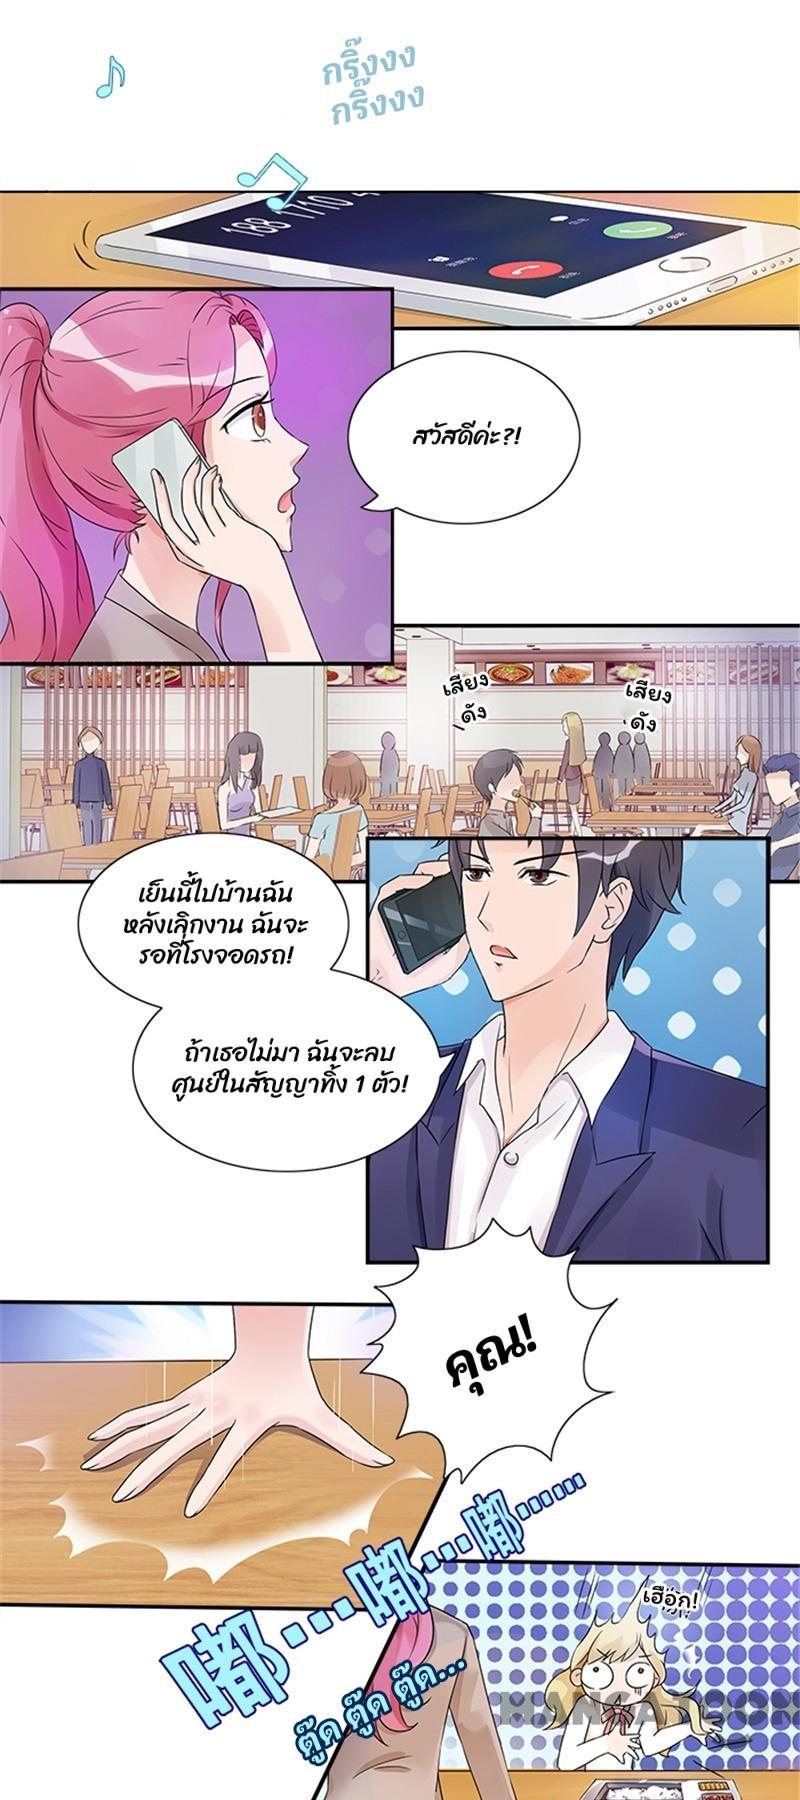 กริ๊งงง
กริ๊งงง
188 1710 4
สวัสดีค่ะ?!
เสียง
ดัง
เสียง
ดัง
เย็นนี้ไปบ้านฉัน
หลังเลิกงาน ฉันจะ
รอที่โรงจอดรถ!
ถ้าเธอไม่มา ฉันจะลบ
ศูนย์ในสัญญาทิ้ง 1 ตัว!
คุณ!
嘟···嘟···嘟······
ตู๊ด ตู๊ด ตู๊ด...
เฮือก!
MANGATOON